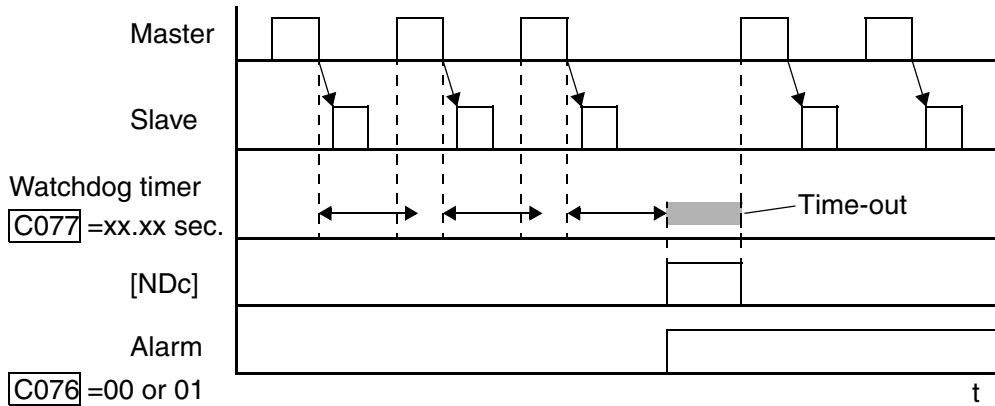 Master
Slave
Watchdog timer
C077 =xx.xx sec.
Time-out
[NDc]
Alarm
C076 =00 or 01
t